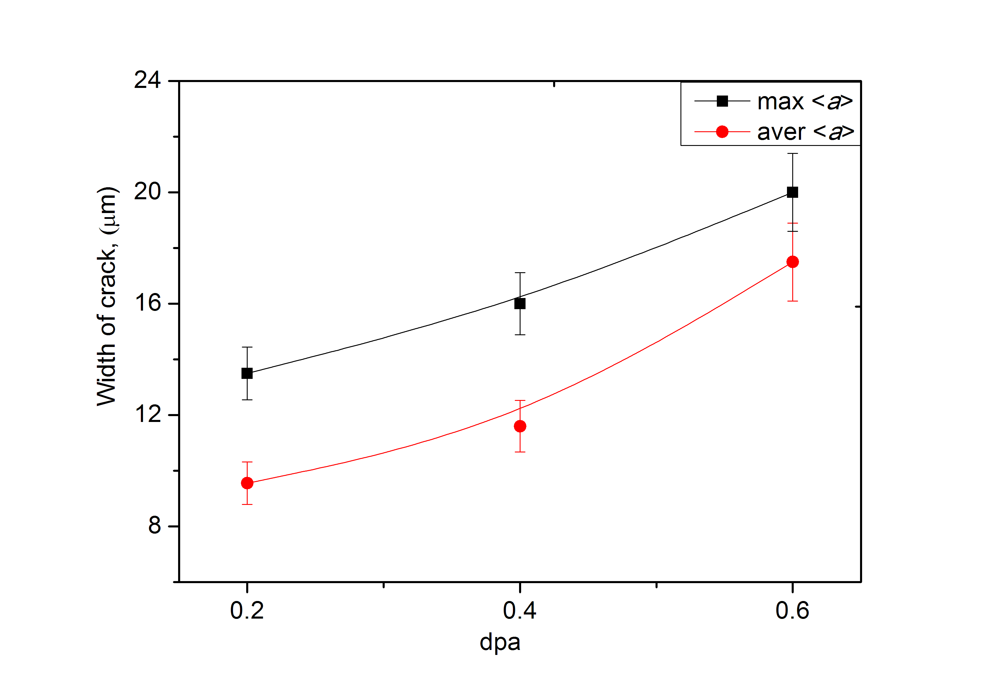 24
20
16
12
8
Width of crack, (μm)
max <a>
aver <a>
0.2 0.4 0.6
dpa